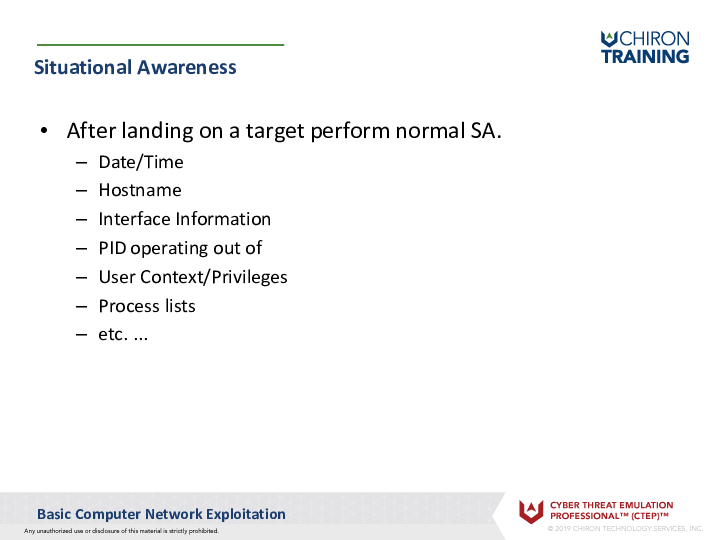 CHIRON
TRAINING
Situational Awareness
• After landing on a target perform normal SA.
– Date/Time
– Hostname
– Interface Information
– PID operating out of
– User Context/Privileges
– Process lists
– etc. ...
Basic Computer Network Exploitation
Any unauthorized use or disclosure of this material is strictly prohibited.
CYBER THREAT EMULATION
PROFESSIONAL™ (CTEP)™
© 2019 CHIRON TECHNOLOGY SERVICES, INC.